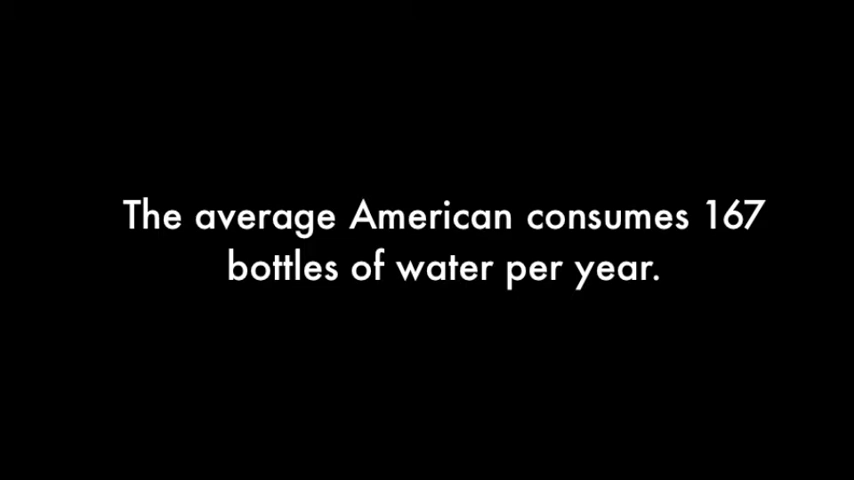 The average American consumes 167
bottles of water per year.